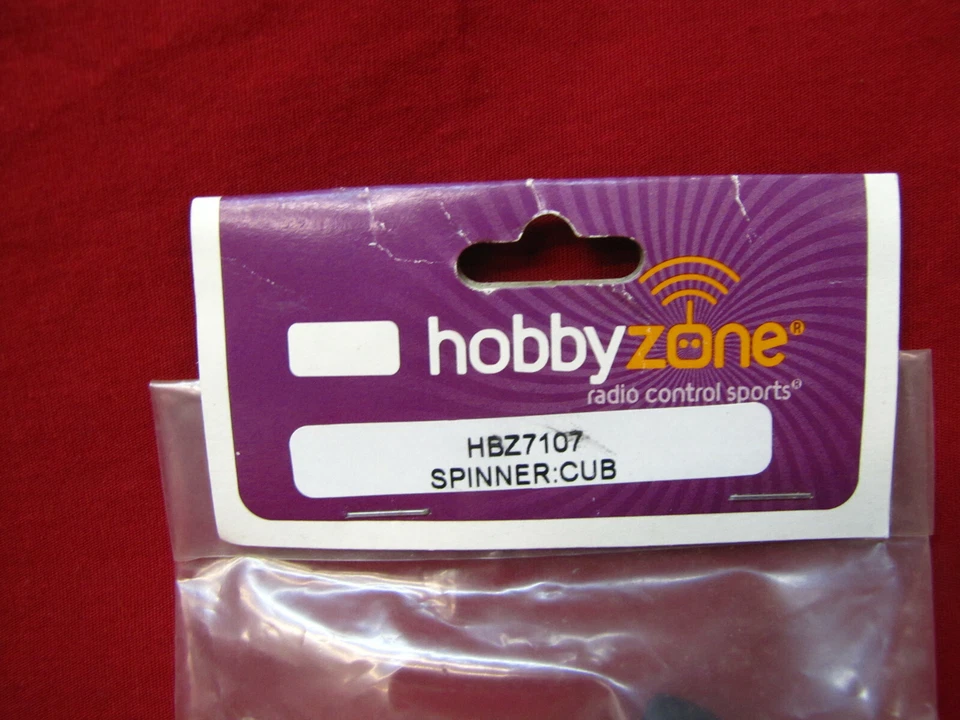 hobbyzone®
radio control sports®
HBZ7107
SPINNER:CUB